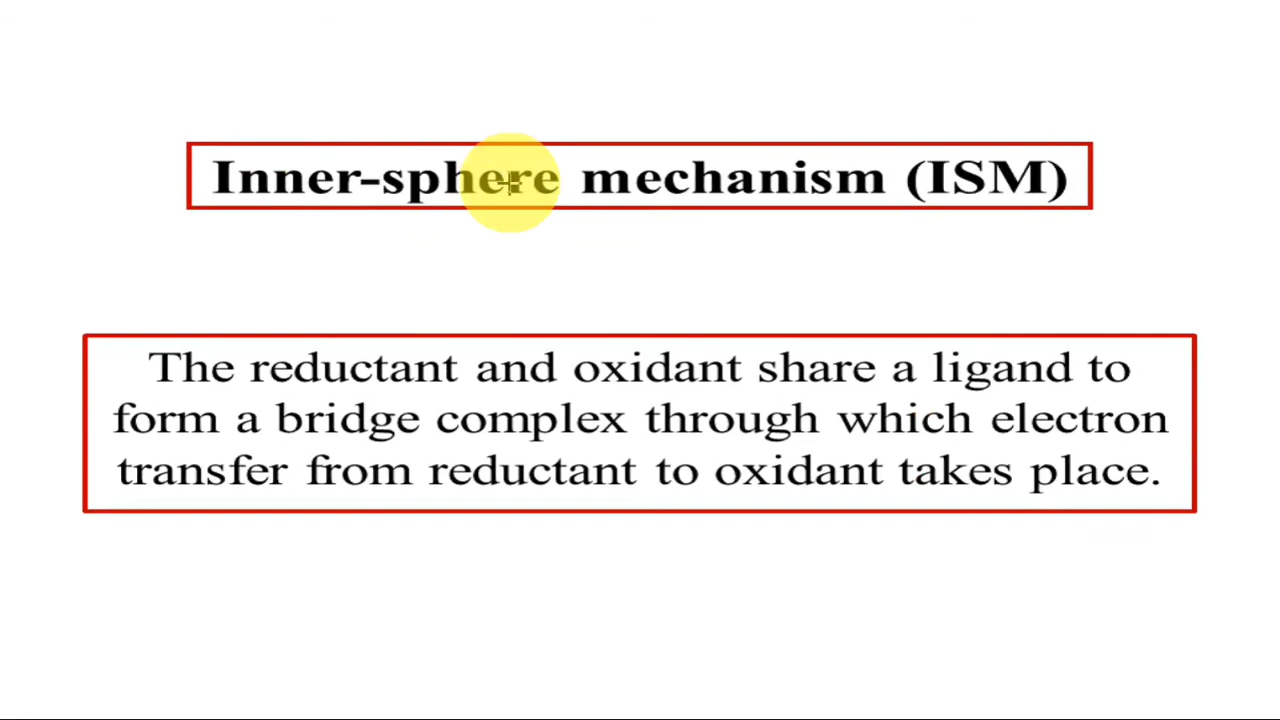 Inner-sphere mechanism (ISM)
The reductant and oxidant share a ligand to
form a bridge complex through which electron
transfer from reductant to oxidant takes place.